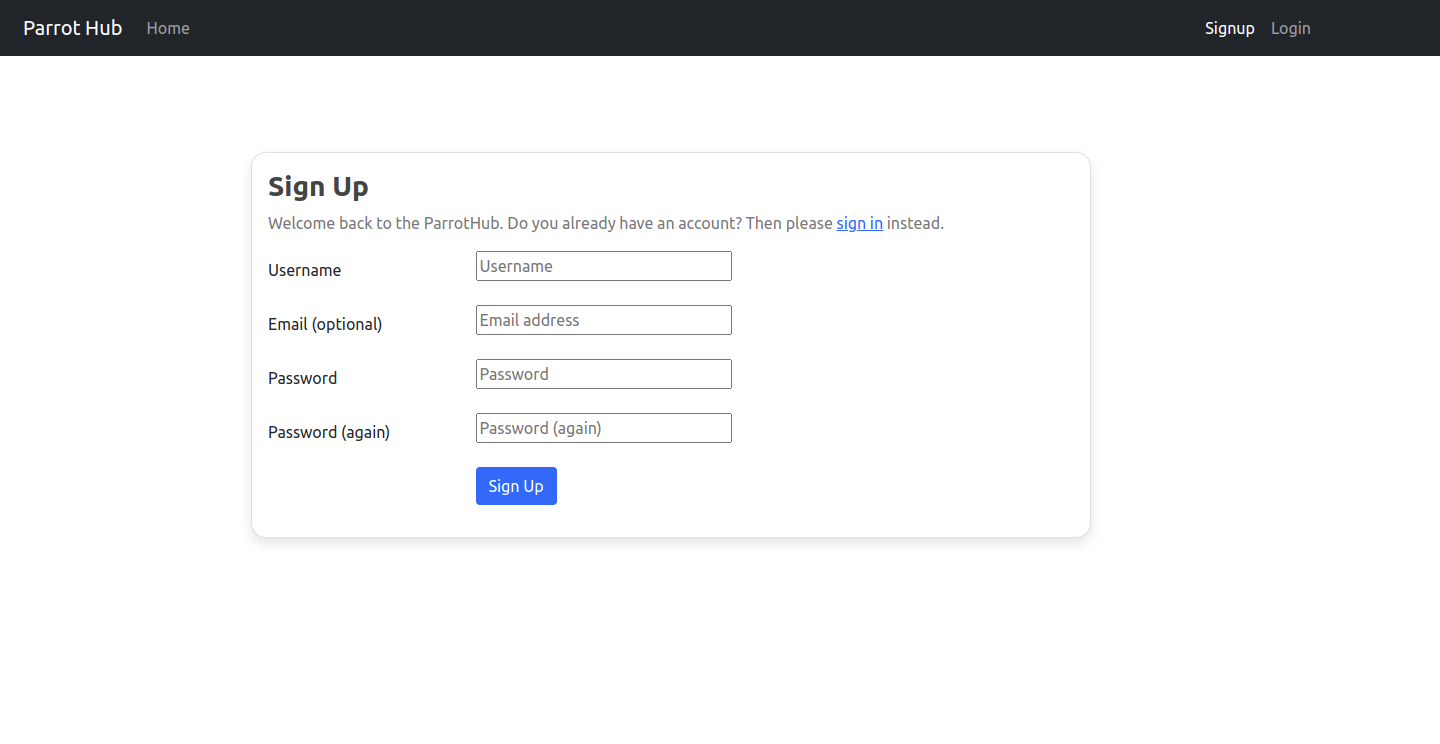 Parrot Hub Home Signup Login
Sign Up
Welcome back to the ParrotHub. Do you already have an account? Then please sign in instead.
Username Username
Email (optional) Email address
Password Password
Password (again) Password (again)
Sign Up